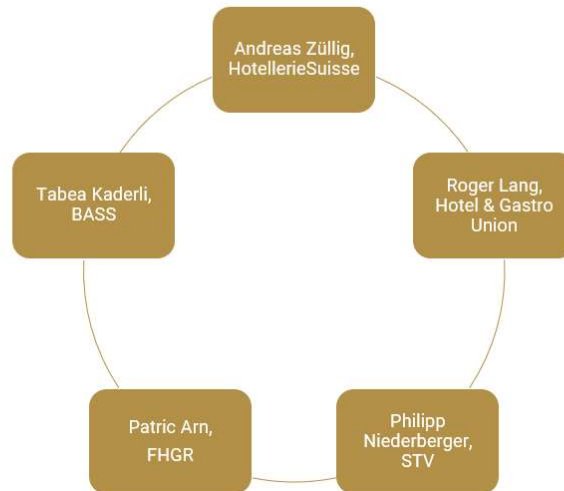 Andreas Züllig,
HotellerieSuisse
Tabea Kaderli,
BASS
Roger Lang,
Hotel & Gastro
Union
Patric Arn,
FHGR
Philipp
Niederberger,
STV